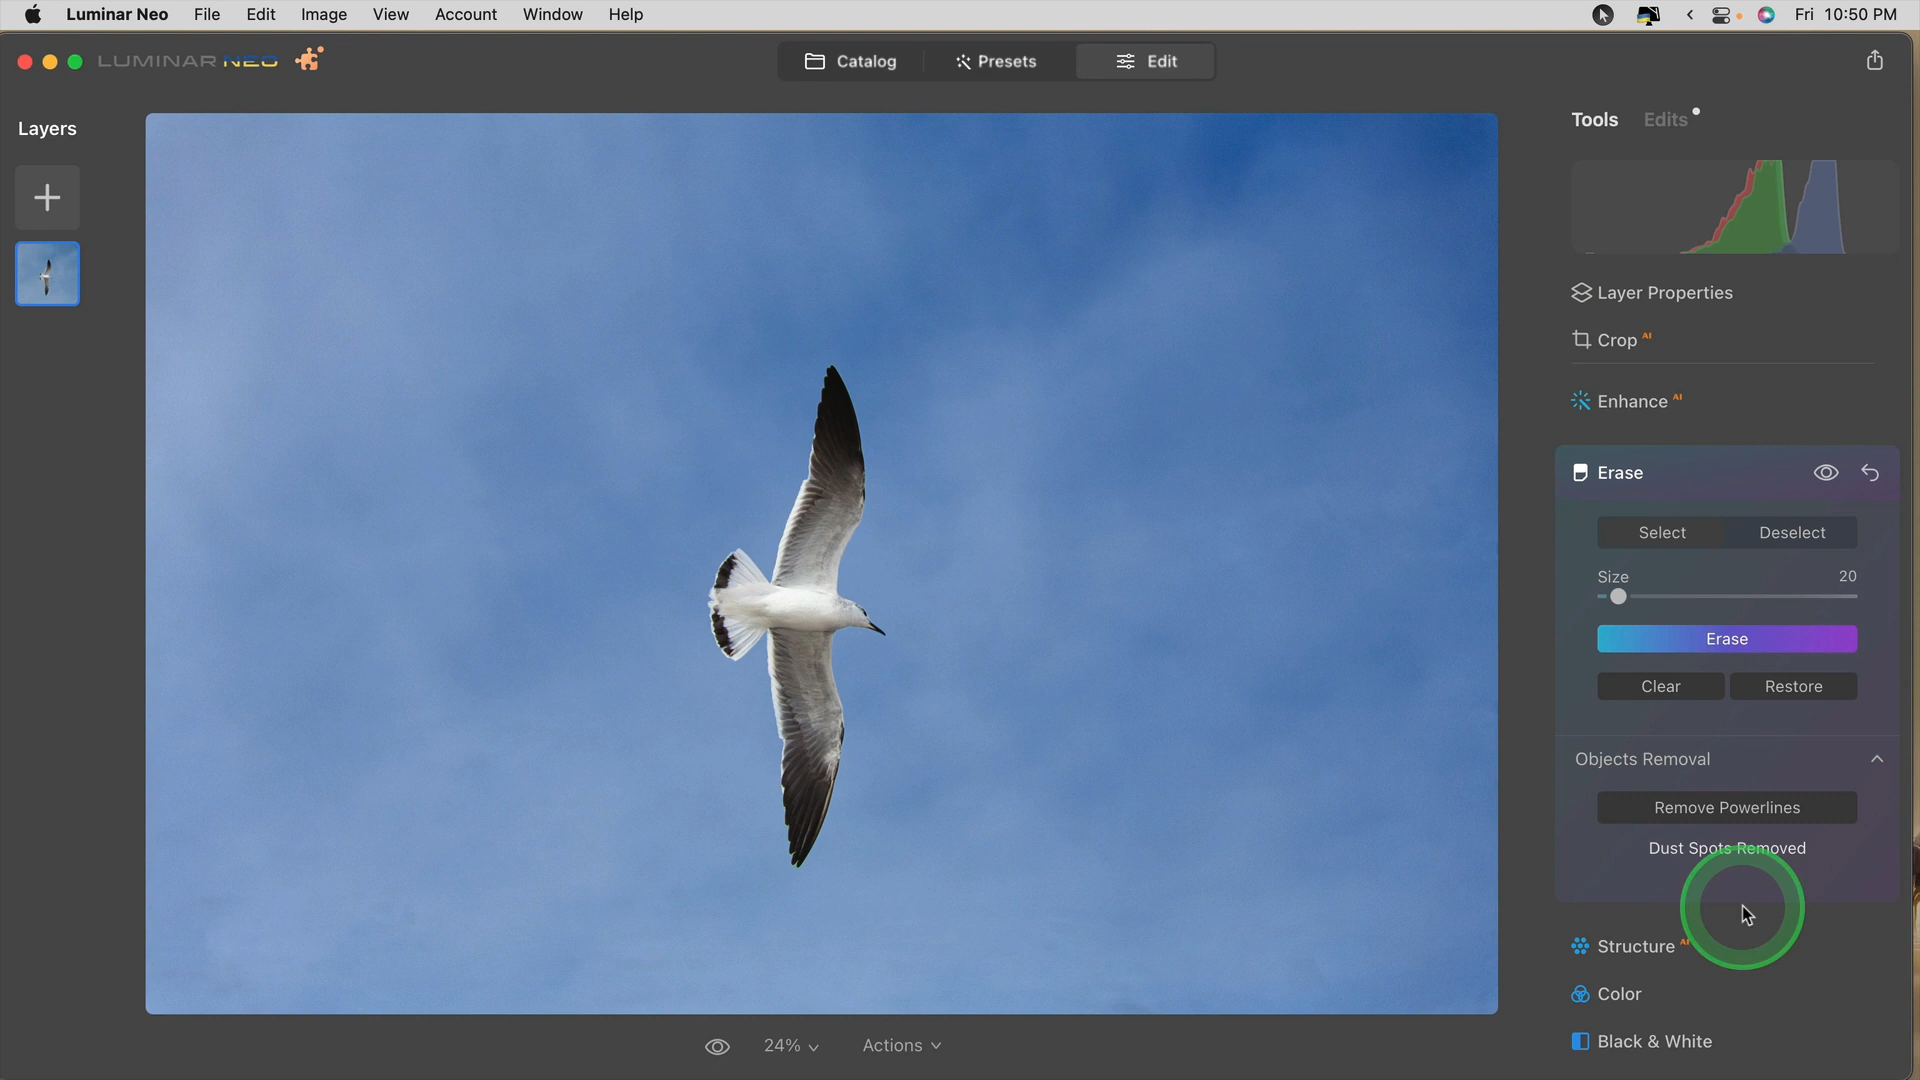 Luminar Neo File Edit Image View Account Window Help Fri 10:50 PM
LUMINAR NEO Catalog Presets Edit
Layers
Tools Edits
Layer Properties
Crop AI
Enhance AI
Erase
Select Deselect
Size 20
Erase
Clear Restore
Objects Removal
Remove Powerlines
Dust Spots Removed
Structure AI
Color
Black & White
24% Actions